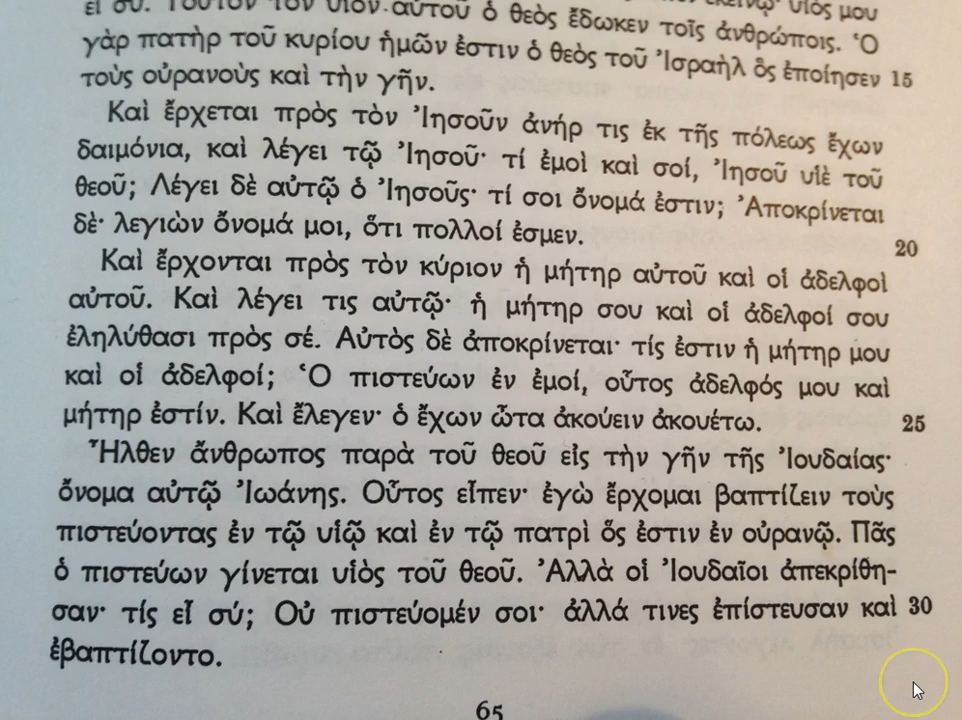 εἶ σύ. Τοῦτον τὸν υἱὸν αὐτοῦ ὁ θεὸς ἔδωκεν τοῖς ἀνθρώποις. Ὁ υἱός μου
γὰρ πατὴρ τοῦ κυρίου ἡμῶν ἐστιν ὁ θεὸς τοῦ Ἰσραὴλ ὃς ἐποίησεν 15
τοὺς οὐρανοὺς καὶ τὴν γῆν.
Καὶ ἔρχεται πρὸς τὸν Ἰησοῦν ἀνήρ τις ἐκ τῆς πόλεως ἔχων
δαιμόνια, καὶ λέγει τῷ Ἰησοῦ· τί ἐμοὶ καὶ σοί, Ἰησοῦ υἱὲ τοῦ
θεοῦ; Λέγει δὲ αὐτῷ ὁ Ἰησοῦς· τί σοι ὄνομά ἐστιν; Ἀποκρίνεται
δὲ· λεγιὼν ὄνομά μοι, ὅτι πολλοί ἐσμεν. 20
Καὶ ἔρχονται πρὸς τὸν κύριον ἡ μήτηρ αὐτοῦ καὶ οἱ ἀδελφοὶ
αὐτοῦ. Καὶ λέγει τις αὐτῷ· ἡ μήτηρ σου καὶ οἱ ἀδελφοί σου
ἐληλύθασι πρὸς σέ. Αὐτὸς δὲ ἀποκρίνεται· τίς ἐστιν ἡ μήτηρ μου
καὶ οἱ ἀδελφοί; Ὁ πιστεύων ἐν ἐμοί, οὗτος ἀδελφός μου καὶ
μήτηρ ἐστίν. Καὶ ἔλεγεν· ὁ ἔχων ὦτα ἀκούειν ἀκουέτω. 25
Ἦλθεν ἄνθρωπος παρὰ τοῦ θεοῦ εἰς τὴν γῆν τῆς Ἰουδαίας·
ὄνομα αὐτῷ Ἰωάνης. Οὗτος εἶπεν· ἐγὼ ἔρχομαι βαπτίζειν τοὺς
πιστεύοντας ἐν τῷ υἱῷ καὶ ἐν τῷ πατρὶ ὅς ἐστιν ἐν οὐρανῷ. Πᾶς
ὁ πιστεύων γίνεται υἱὸς τοῦ θεοῦ. Ἀλλὰ οἱ Ἰουδαῖοι ἀπεκρίθη-
σαν· τίς εἶ σύ; Οὐ πιστεύομέν σοι· ἀλλά τινες ἐπίστευσαν καὶ 30
ἐβαπτίζοντο.
65